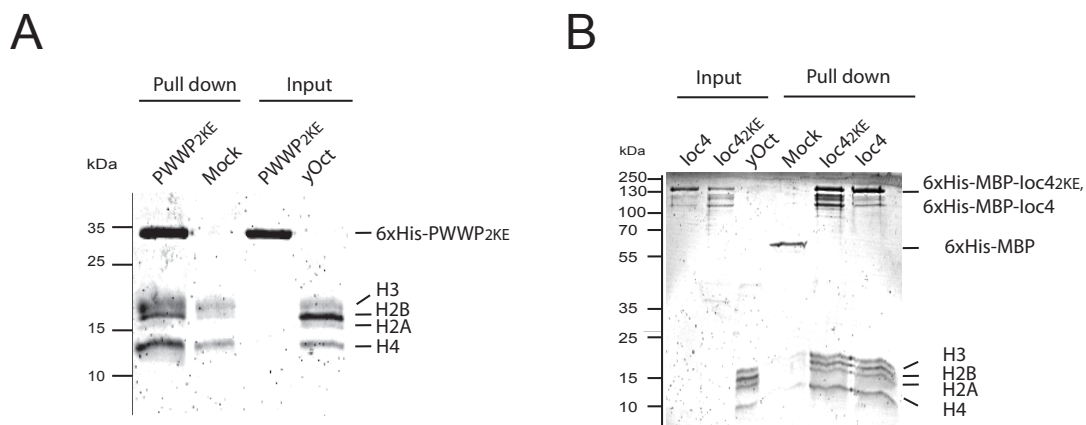 A
Pull down Input
PWWP2KE Mock PWWP2KE yOct
kDa
35
25
15
10
6xHis-PWWP2KE
H3
H2B
H2A
H4
B
Input Pull down
Ioc4 Ioc42KE yOct Mock Ioc42KE Ioc4
kDa
250
130
100
70
55
35
25
15
10
6xHis-MBP-Ioc42KE,
6xHis-MBP-Ioc4
6xHis-MBP
H3
H2B
H2A
H4